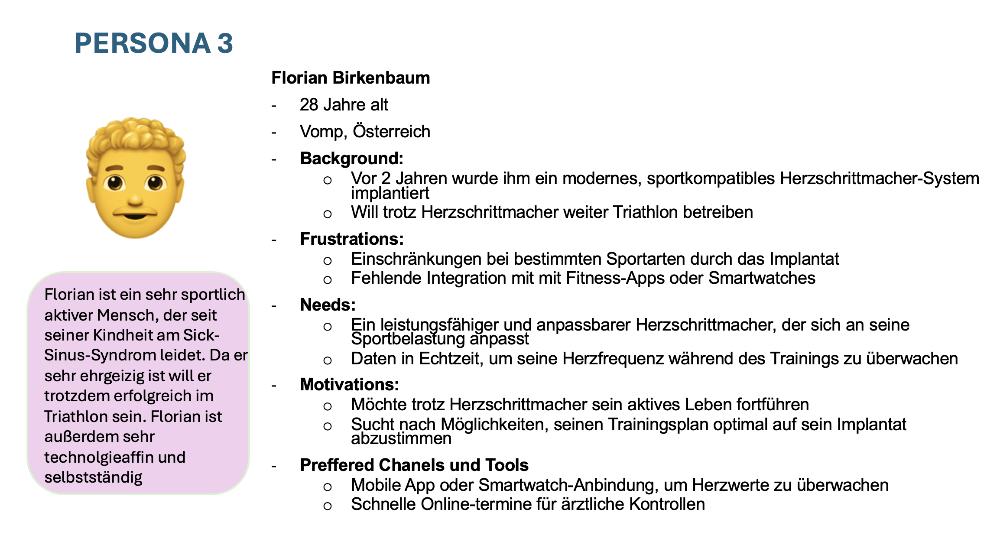 PERSONA 3
Florian Birkenbaum
- 28 Jahre alt
- Vomp, Österreich
- Background:
o Vor 2 Jahren wurde ihm ein modernes, sportkompatibles Herzschrittmacher-System
implantiert
o Will trotz Herzschrittmacher weiter Triathlon betreiben
- Frustrations:
o Einschränkungen bei bestimmten Sportarten durch das Implantat
o Fehlende Integration mit mit Fitness-Apps oder Smartwatches
- Needs:
o Ein leistungsfähiger und anpassbarer Herzschrittmacher, der sich an seine
Sportbelastung anpasst
o Daten in Echtzeit, um seine Herzfrequenz während des Trainings zu überwachen
- Motivations:
o Möchte trotz Herzschrittmacher sein aktives Leben fortführen
o Sucht nach Möglichkeiten, seinen Trainingsplan optimal auf sein Implantat
abzustimmen
- Preffered Chanels und Tools
o Mobile App oder Smartwatch-Anbindung, um Herzwerte zu überwachen
o Schnelle Online-termine für ärztliche Kontrollen
Florian ist ein sehr sportlich
aktiver Mensch, der seit
seiner Kindheit am Sick-
Sinus-Syndrom leidet. Da er
sehr ehrgeizig ist will er
trotzdem erfolgreich im
Triathlon sein. Florian ist
außerdem sehr
technolgieaffin und
selbstständig